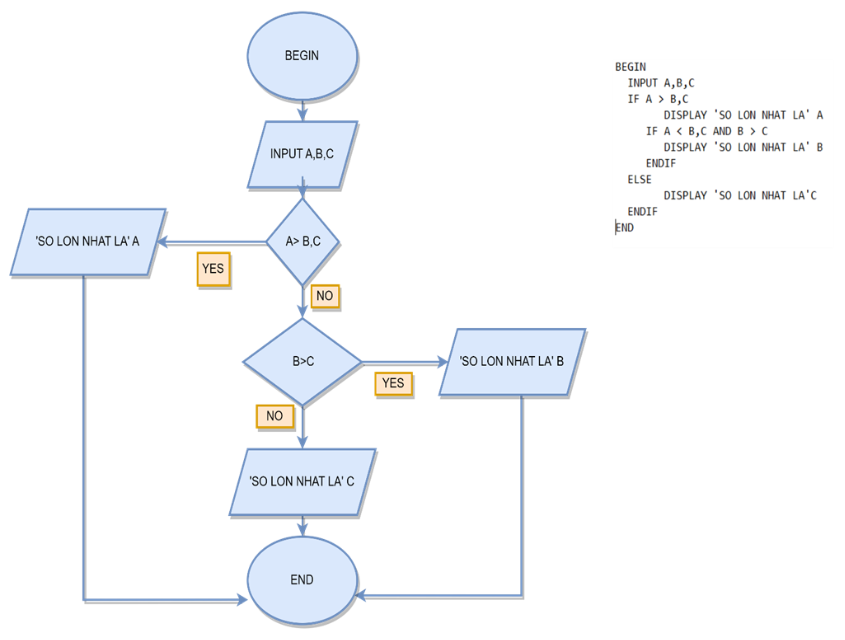 BEGIN
INPUT A,B,C
A> B,C
YES
'SO LON NHAT LA' A
NO
B>C
YES
'SO LON NHAT LA' B
NO
'SO LON NHAT LA' C
END
BEGIN
INPUT A,B,C
IF A > B,C
DISPLAY 'SO LON NHAT LA' A
IF A < B,C AND B > C
DISPLAY 'SO LON NHAT LA' B
ENDIF
ELSE
DISPLAY 'SO LON NHAT LA'C
ENDIF
END